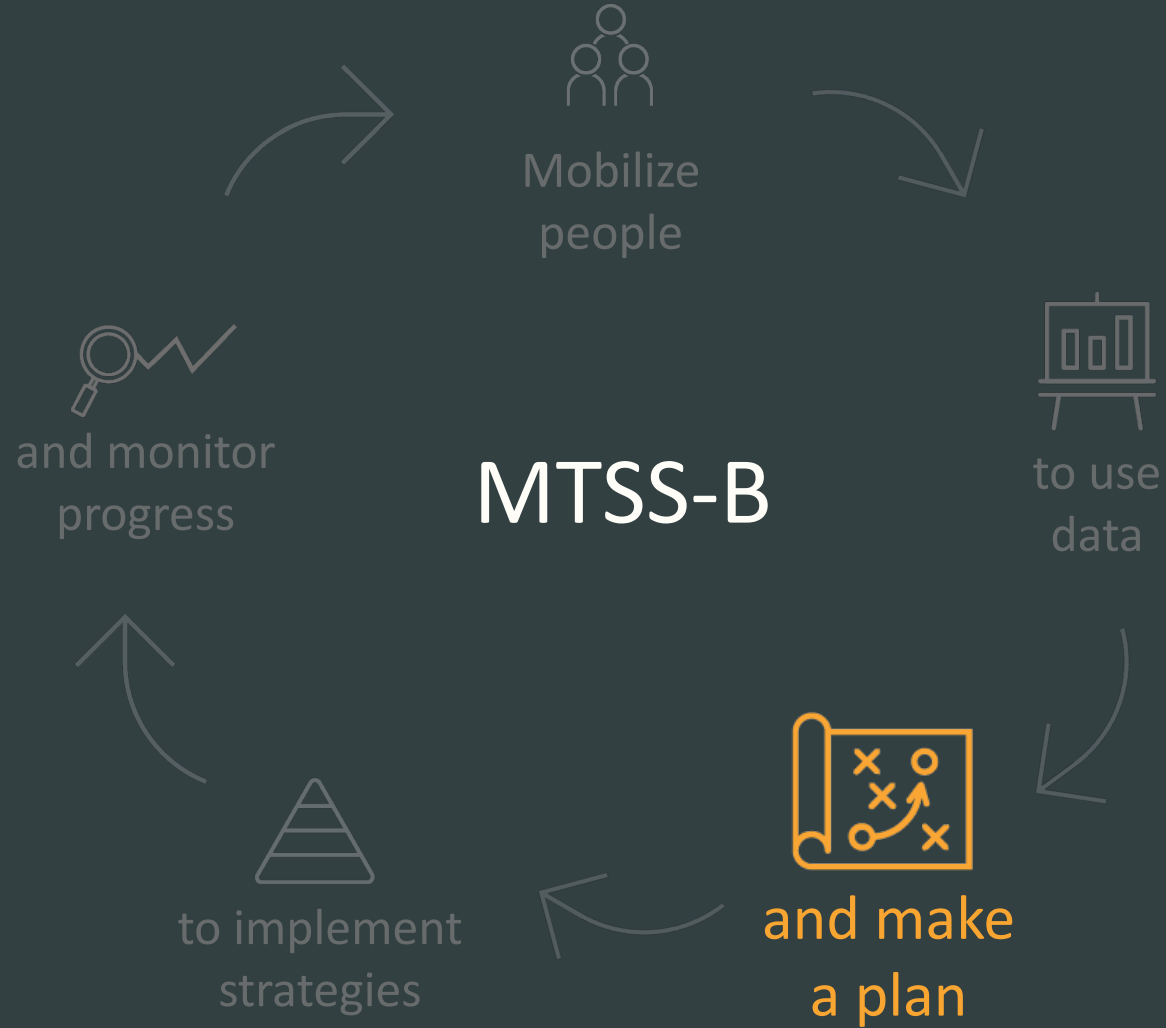 Mobilize
people
to use
data
and make
a plan
to implement
strategies
and monitor
progress
MTSS-B